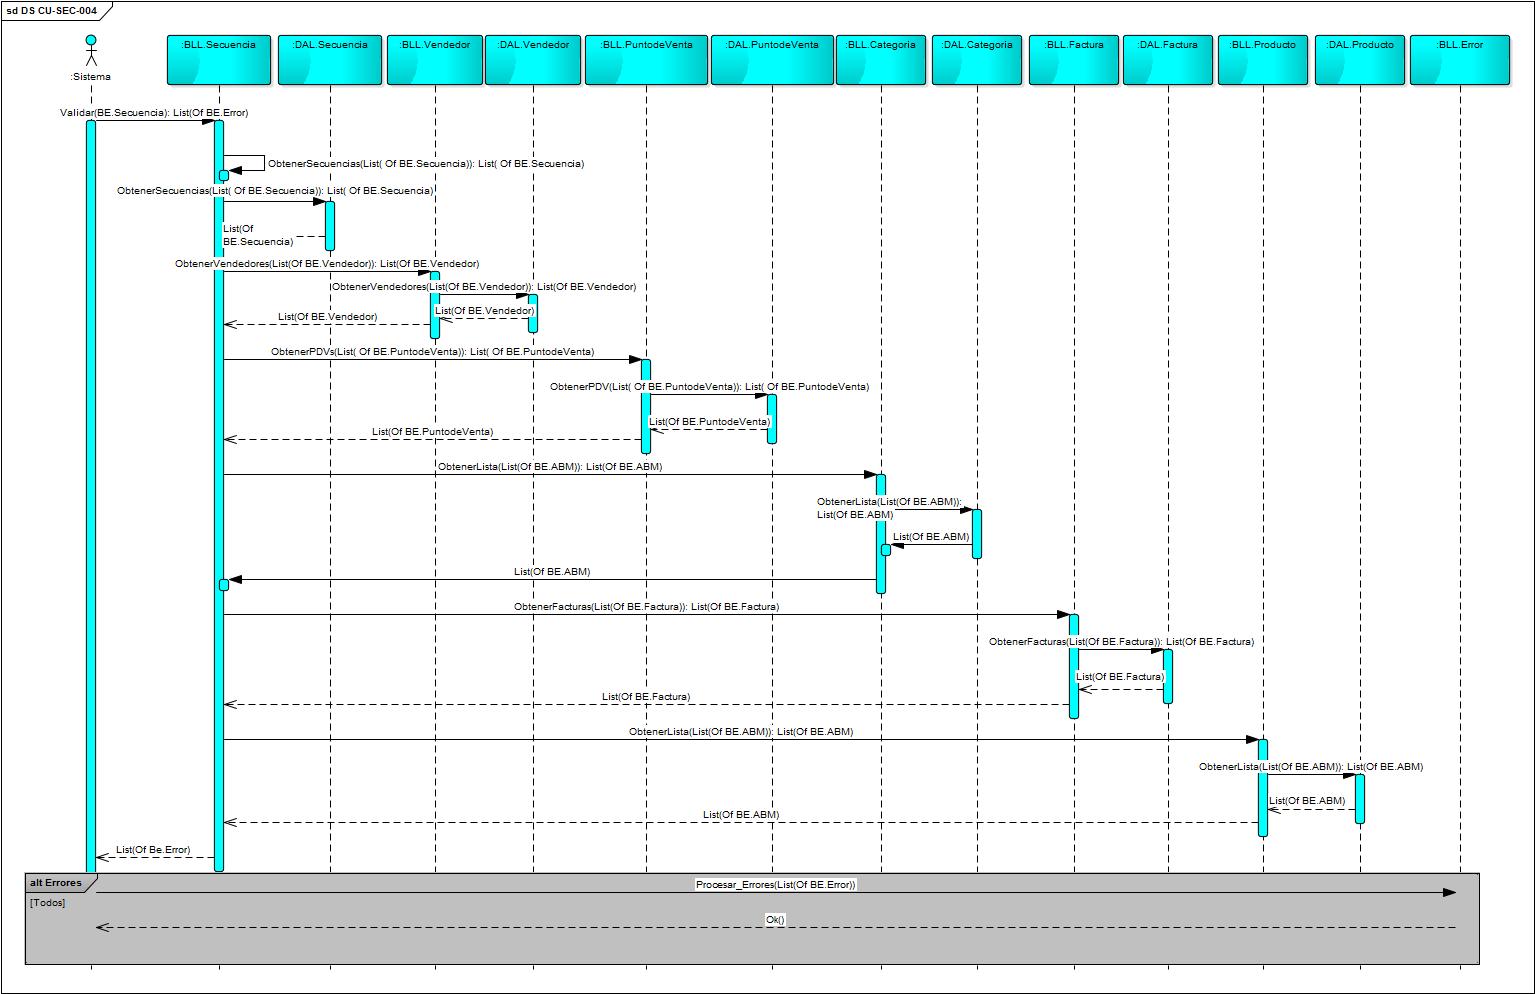 sd DS CU-SEC-004
:Sistema
:BLL.Secuencia
:DAL.Secuencia
:BLL.Vendedor
:DAL.Vendedor
:BLL.PuntodeVenta
:DAL.PuntodeVenta
:BLL.Categoria
:DAL.Categoria
:BLL.Factura
:DAL.Factura
:BLL.Producto
:DAL.Producto
:BLL.Error
Validar(BE.Secuencia): List(Of BE.Error)
ObtenerSecuencias(List( Of BE.Secuencia)): List( Of BE.Secuencia)
ObtenerSecuencias(List( Of BE.Secuencia)): List( Of BE.Secuencia)
List(Of
BE.Secuencia)
ObtenerVendedores(List(Of BE.Vendedor)): List(Of BE.Vendedor)
ObtenerVendedores(List(Of BE.Vendedor)): List(Of BE.Vendedor)
List(Of BE.Vendedor)
List(Of BE.Vendedor)
ObtenerPDVs(List( Of BE.PuntodeVenta)): List( Of BE.PuntodeVenta)
ObtenerPDV(List( Of BE.PuntodeVenta)): List( Of BE.PuntodeVenta)
List(Of BE.PuntodeVenta)
List(Of BE.PuntodeVenta)
ObtenerLista(List(Of BE.ABM)): List(Of BE.ABM)
ObtenerLista(List(Of BE.ABM)):
List(Of BE.ABM)
List(Of BE.ABM)
List(Of BE.ABM)
ObtenerFacturas(List(Of BE.Factura)): List(Of BE.Factura)
ObtenerFacturas(List(Of BE.Factura)): List(Of BE.Factura)
List(Of BE.Factura)
List(Of BE.Factura)
ObtenerLista(List(Of BE.ABM)): List(Of BE.ABM)
ObtenerLista(List(Of BE.ABM)): List(Of BE.ABM)
List(Of BE.ABM)
List(Of BE.ABM)
List(Of Be.Error)
alt Errores
Procesar_Errores(List(Of BE.Error))
[Todos]
Ok()